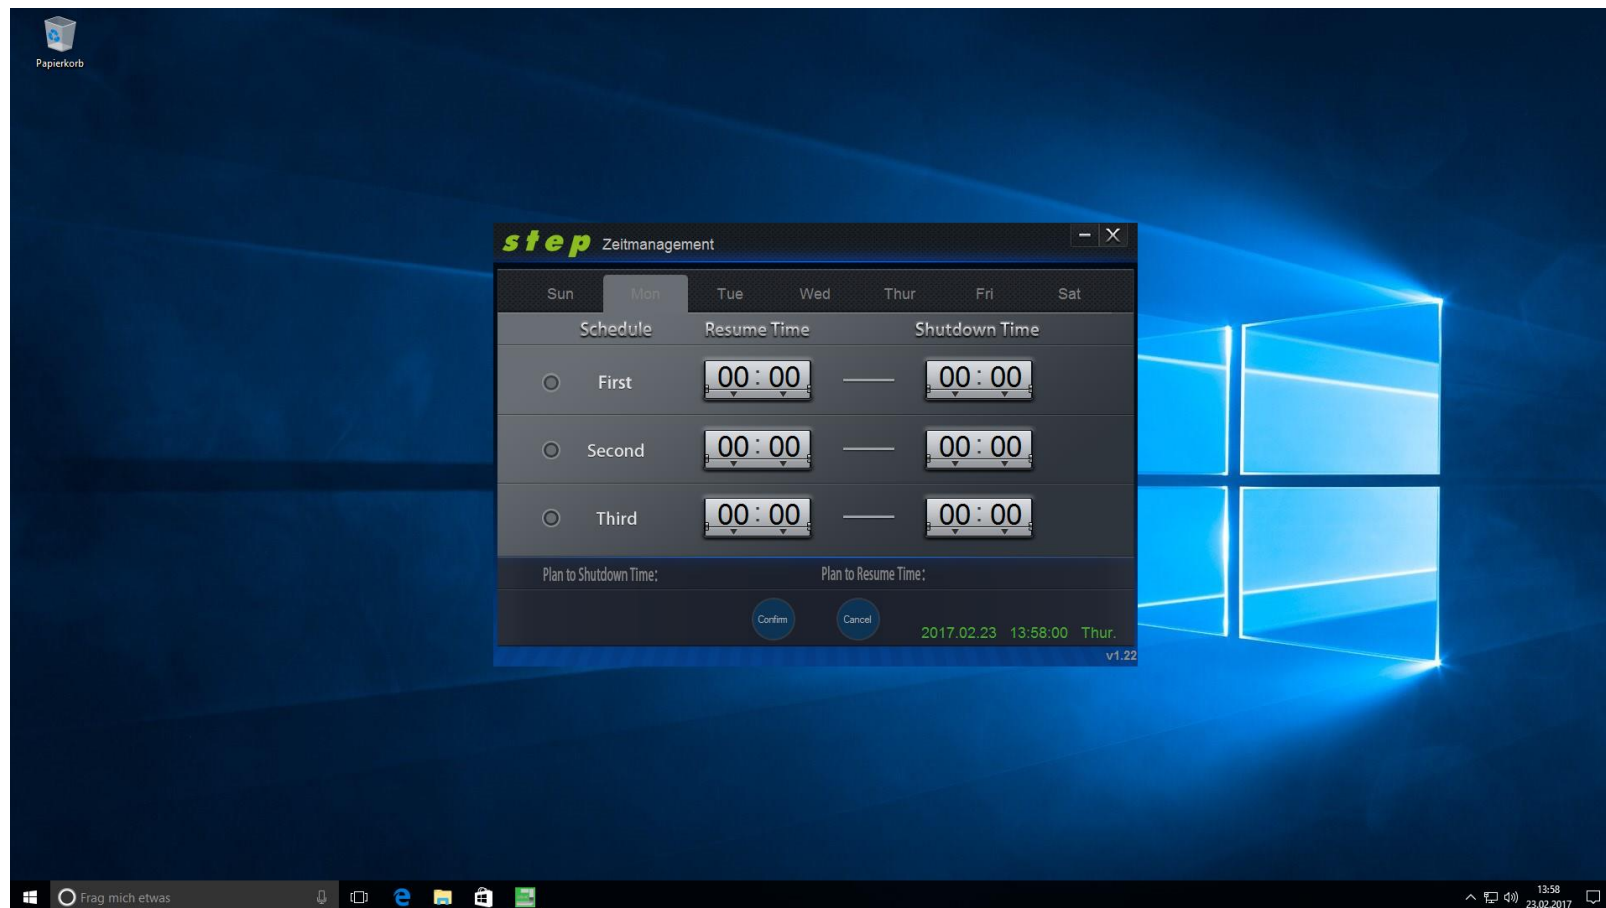 Papierkorb
step Zeitmanagement
Sun Mon Tue Wed Thur Fri Sat
Schedule Resume Time Shutdown Time
First 00:00 00:00
Second 00:00 00:00
Third 00:00 00:00
Plan to Shutdown Time: Plan to Resume Time:
Confirm Cancel
2017.02.23 13:58:00 Thur.
v1.22
Frag mich etwas
13:58
23.02.2017